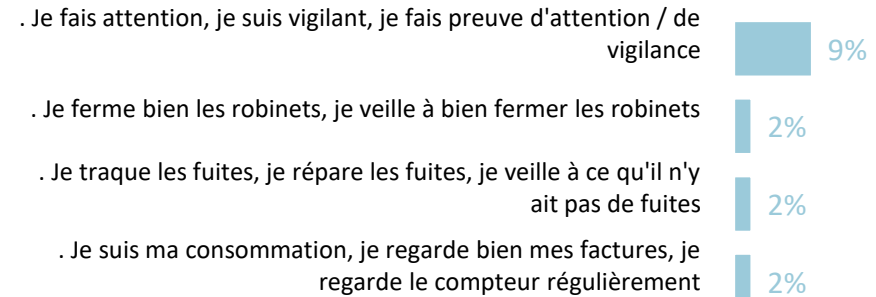 . Je fais attention, je suis vigilant, je fais preuve d'attention / de
vigilance
9%
. Je ferme bien les robinets, je veille à bien fermer les robinets
2%
. Je traque les fuites, je répare les fuites, je veille à ce qu'il n'y
ait pas de fuites
2%
. Je suis ma consommation, je regarde bien mes factures, je
regarde le compteur régulièrement
2%